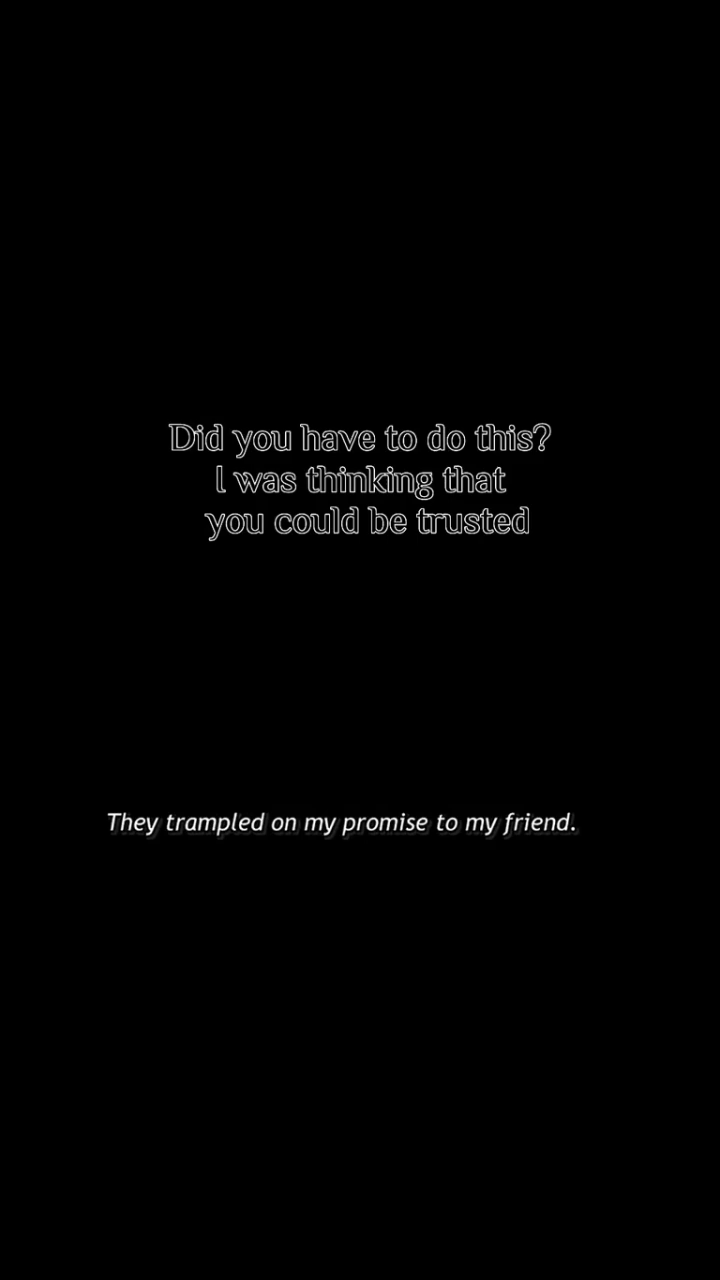 Did you have to do this?
I was thinking that
you could be trusted
They trampled on my promise to my friend.